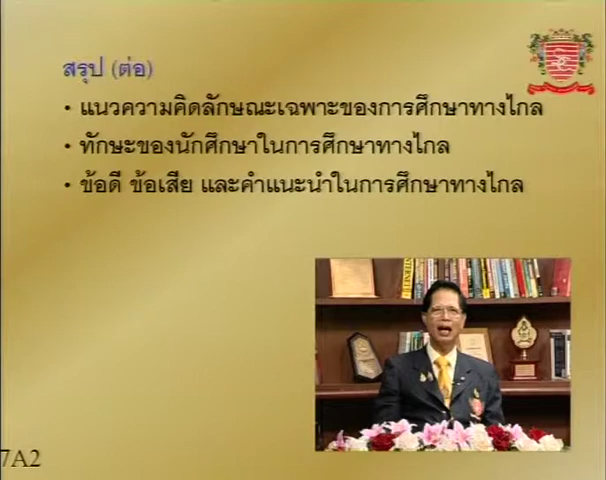 สรุป (ต่อ)
• แนวความคิดลักษณะเฉพาะของการศึกษาทางไกล
• ทักษะของนักศึกษาในการศึกษาทางไกล
• ข้อดี ข้อเสีย และคำแนะนำในการศึกษาทางไกล
INTERNET
7A2